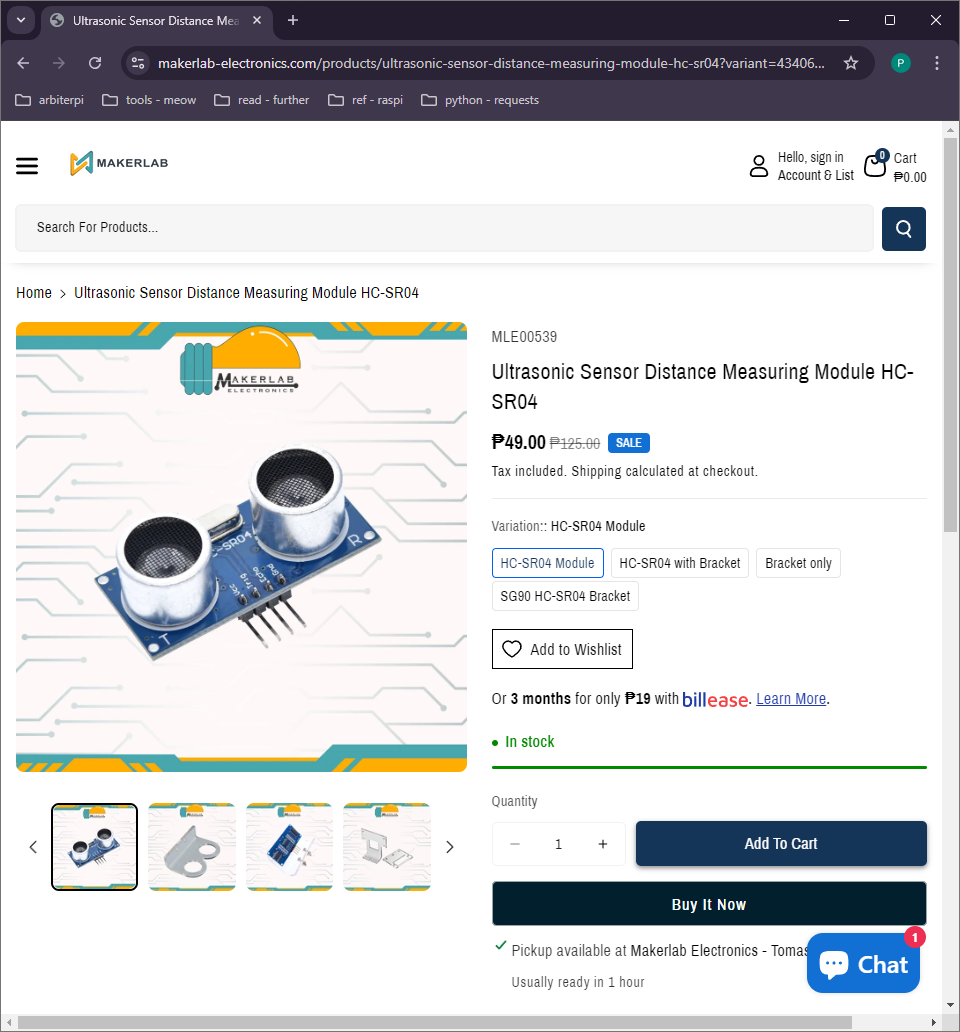 Ultrasonic Sensor Distance Mea
makerlab-electronics.com/products/ultrasonic-sensor-distance-measuring-module-hc-sr04?variant=43406...
P
arbiterpi
tools - meow
read - further
ref - raspi
python - requests
MAKERLAB
Hello, sign in
Account & List
0
Cart
₱0.00
Search For Products...
Home > Ultrasonic Sensor Distance Measuring Module HC-SR04
MAKERLAB
ELECTRONICS
HC-SR04
T
R
Vcc
Trig
Echo
Gnd
MLE00539
Ultrasonic Sensor Distance Measuring Module HC-
SR04
₱49.00 ₱125.00 SALE
Tax included. Shipping calculated at checkout.
Variation:: HC-SR04 Module
HC-SR04 Module
HC-SR04 with Bracket
Bracket only
SG90 HC-SR04 Bracket
Add to Wishlist
Or 3 months for only ₱19 with billease. Learn More.
In stock
Quantity
1
Add To Cart
Buy It Now
Pickup available at Makerlab Electronics - Tomas
Usually ready in 1 hour
Chat
1